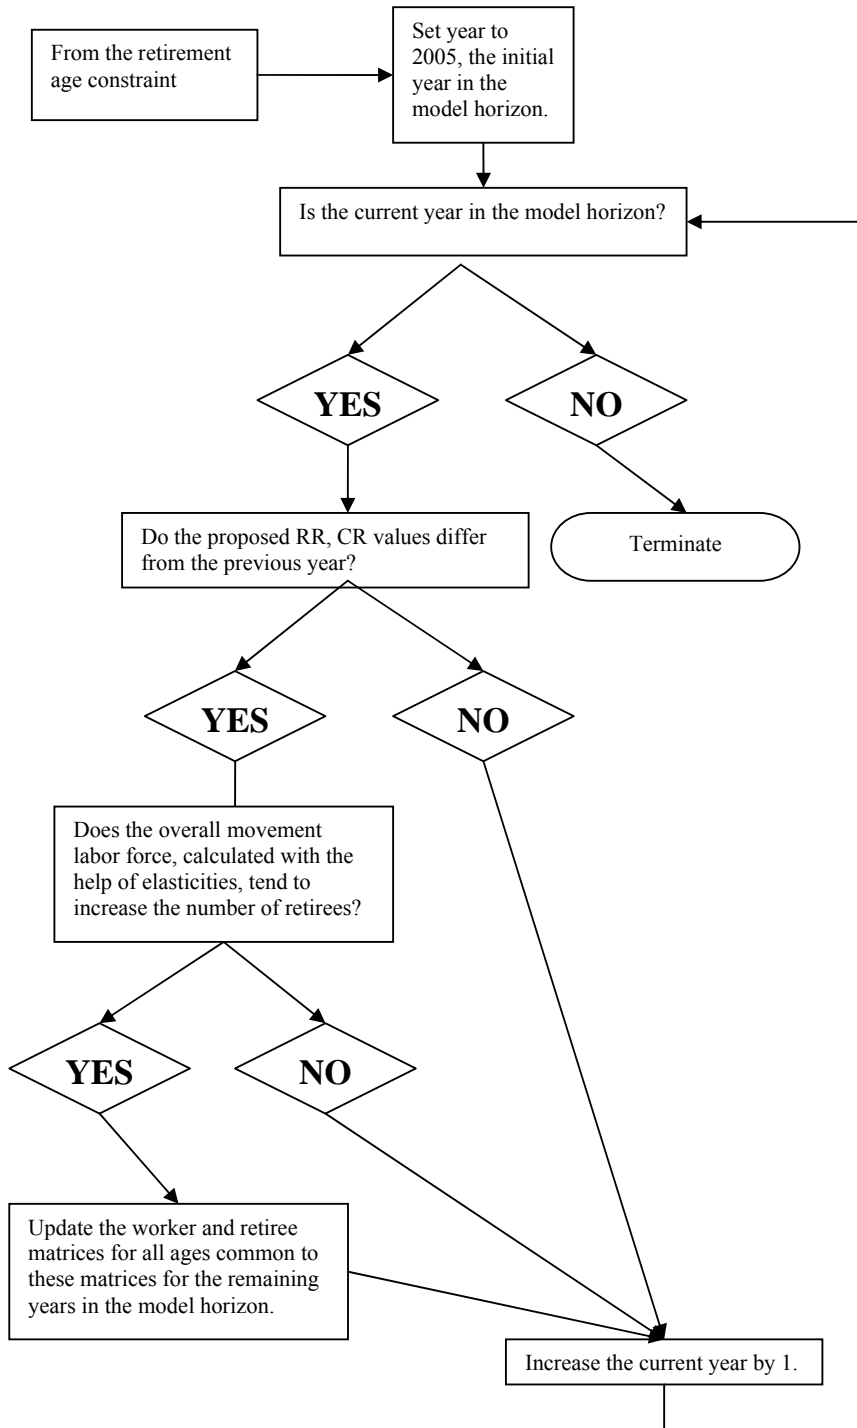 From the retirement
age constraint
Set year to
2005, the initial
year in the
model horizon.
Is the current year in the model horizon?
YES
NO
Do the proposed RR, CR values differ
from the previous year?
Terminate
YES
NO
Does the overall movement
labor force, calculated with the
help of elasticities, tend to
increase the number of retirees?
YES
NO
Update the worker and retiree
matrices for all ages common to
these matrices for the remaining
years in the model horizon.
Increase the current year by 1.